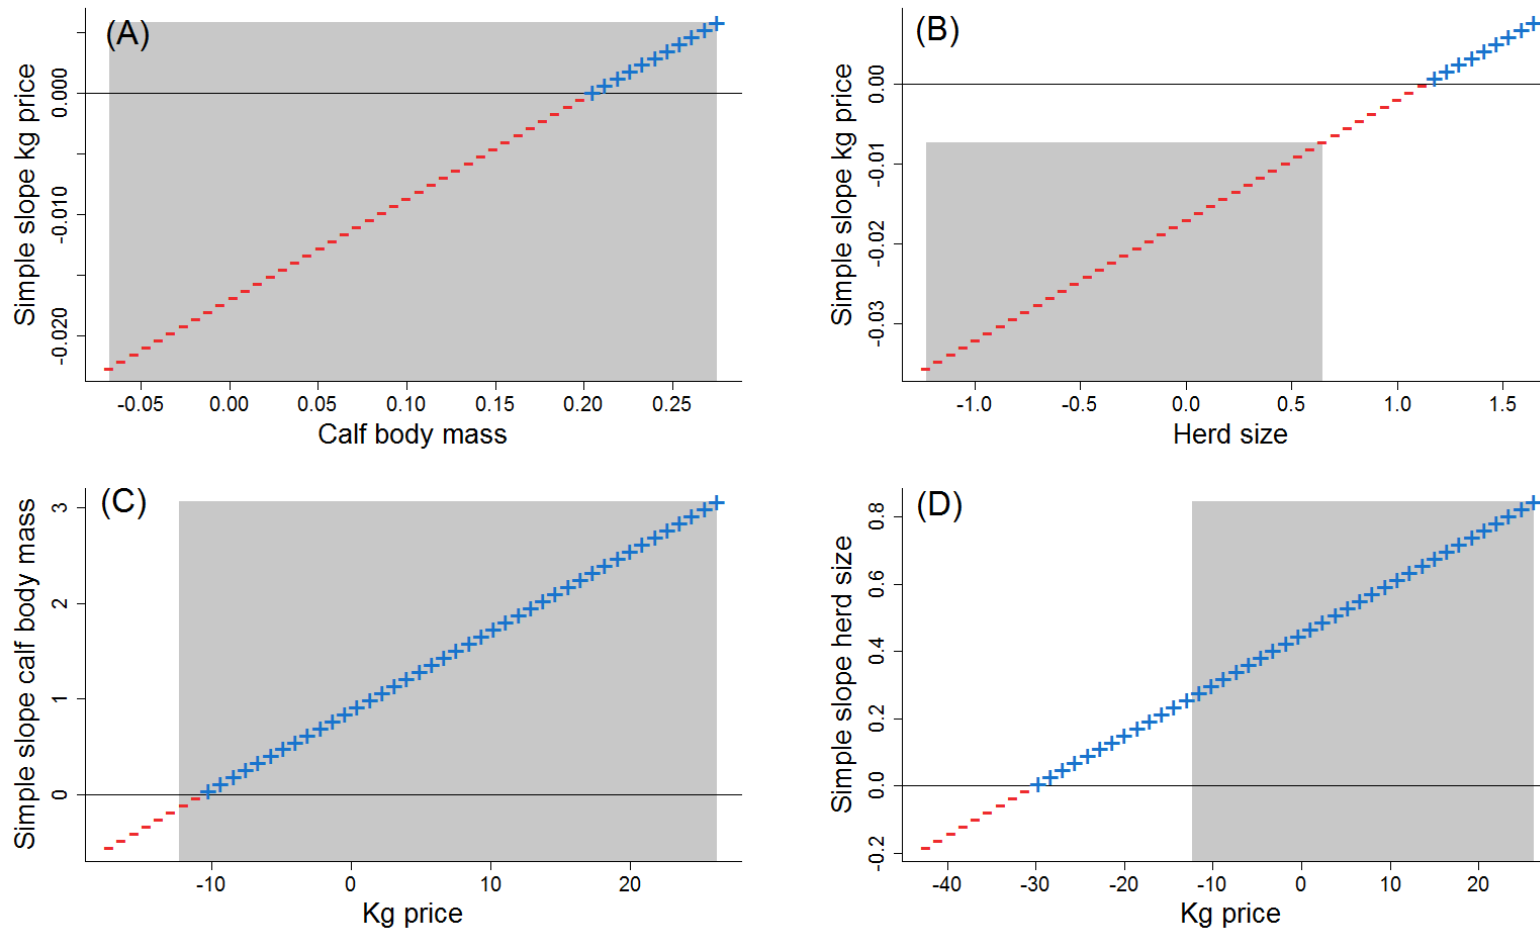 (A)
Simple slope kg price
0.000
-0.010
-0.020
-0.05 0.00 0.05 0.10 0.15 0.20 0.25
Calf body mass
(B)
Simple slope kg price
0.00
-0.01
-0.02
-0.03
-1.0 -0.5 0.0 0.5 1.0 1.5
Herd size
(C)
Simple slope calf body mass
3
2
1
0
-10 0 10 20
Kg price
(D)
Simple slope herd size
0.8
0.6
0.4
0.2
0.0
-0.2
-40 -30 -20 -10 0 10 20
Kg price